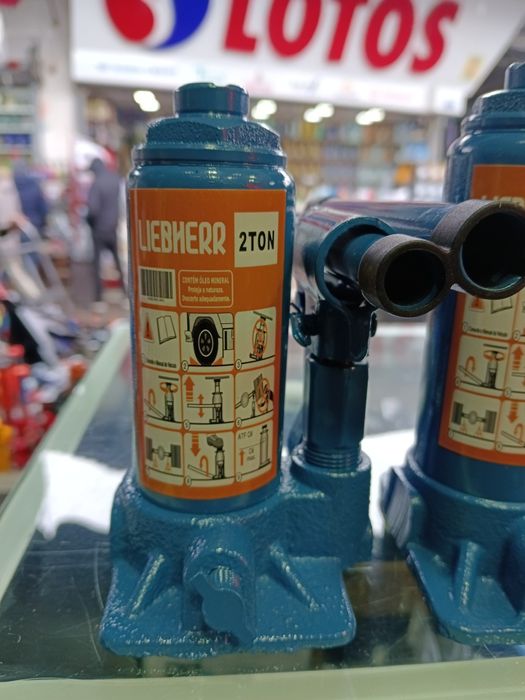 LOTOS
LIEBHERR
2TON
CONTÉM ÓLEO MINERAL
Proteja a natureza.
Descarte adequadamente.
ATF Oil